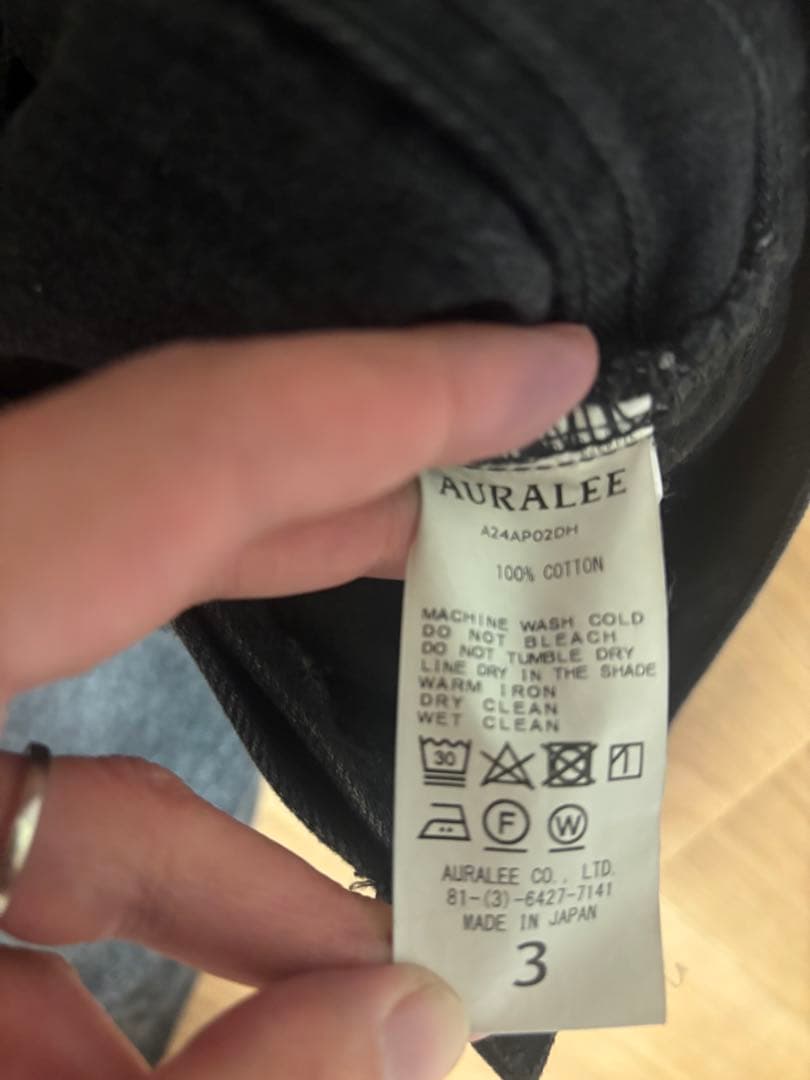 AURALEE
A24AP02DH
100% COTTON
MACHINE WASH COLD
DO NOT BLEACH
DO NOT TUMBLE DRY
LINE DRY IN THE SHADE
WARM IRON
DRY CLEAN
WET CLEAN
30
F W
AURALEE CO., LTD.
81-(3)-6427-7141
MADE IN JAPAN
3